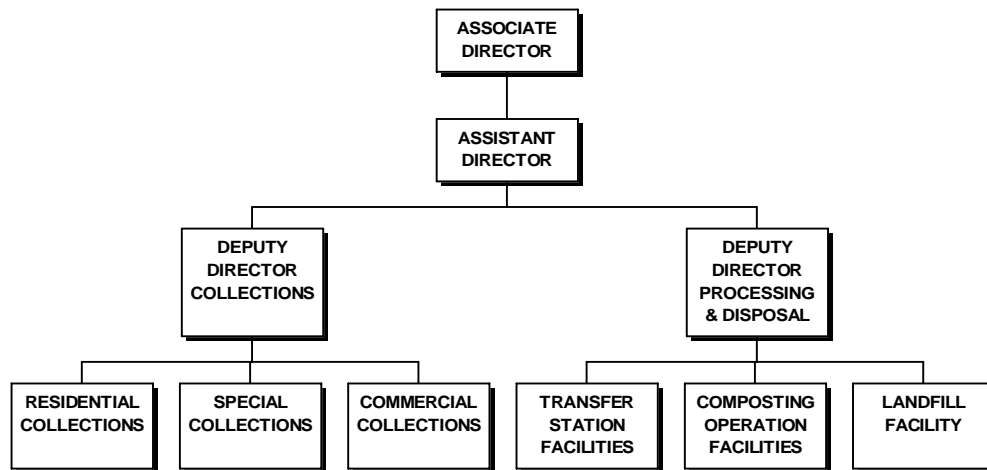 ASSOCIATE
DIRECTOR
ASSISTANT
DIRECTOR
DEPUTY
DIRECTOR
COLLECTIONS
DEPUTY
DIRECTOR
PROCESSING
& DISPOSAL
RESIDENTIAL
COLLECTIONS
SPECIAL
COLLECTIONS
COMMERCIAL
COLLECTIONS
TRANSFER
STATION
FACILITIES
COMPOSTING
OPERATION
FACILITIES
LANDFILL
FACILITY